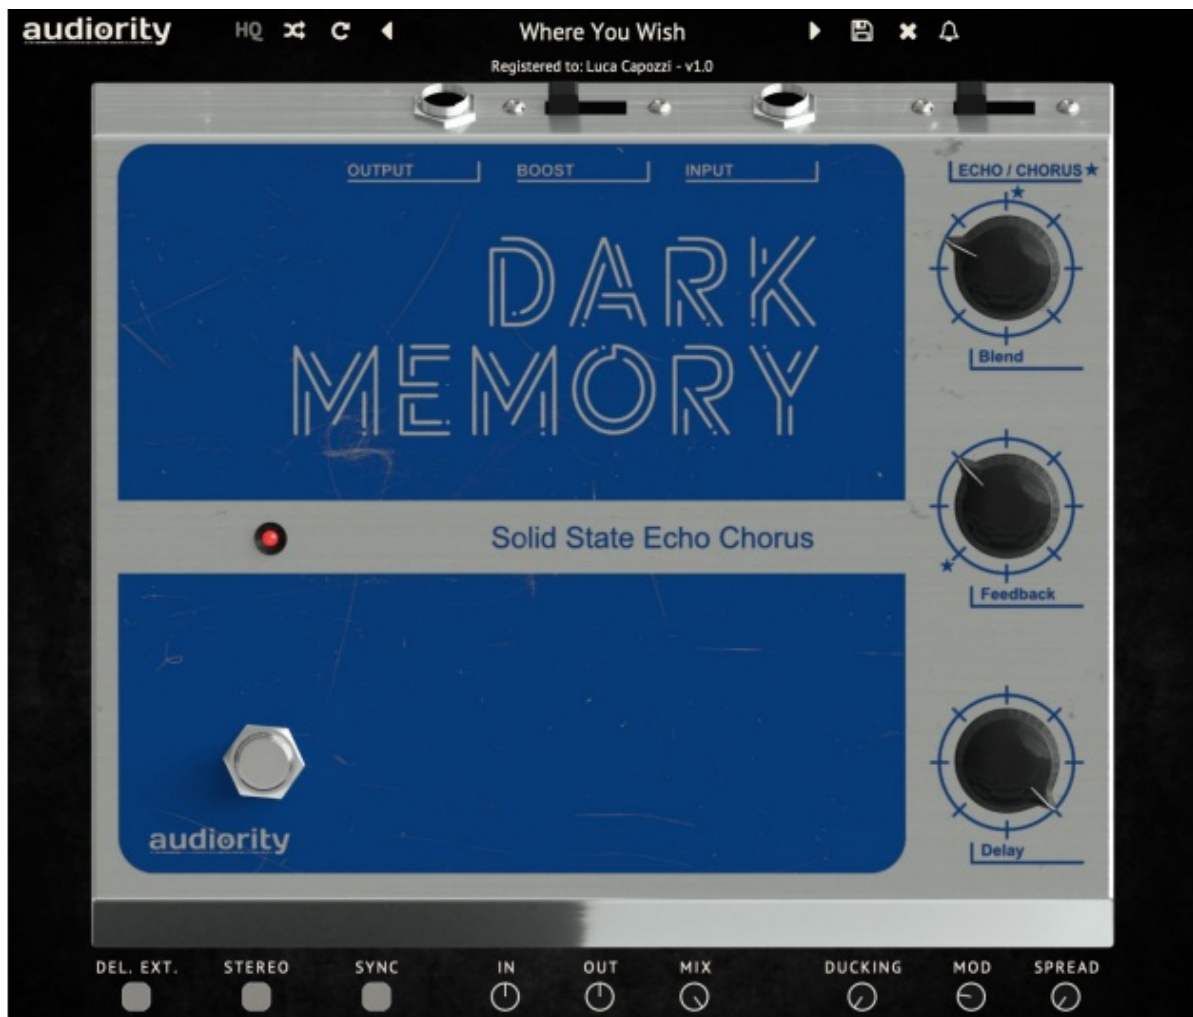 audiority HQ Where You Wish
Registered to: Luca Capozzi - v1.0
OUTPUT BOOST INPUT ECHO / CHORUS★
★
DARK
MEMORY
Blend
Solid State Echo Chorus
★
Feedback
audiority
Delay
DEL. EXT. STEREO SYNC IN OUT MIX DUCKING MOD SPREAD